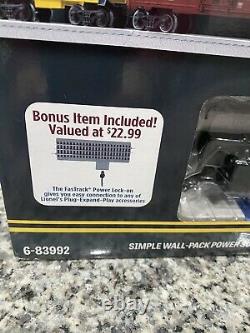 Bonus Item Included!
Valued at $22.99
The FasTrack® Power Lock-on
gives you easy connection to any of
Lionel's Plug-Expand-Play accessories
6-83992
SIMPLE WALL-PACK POWER